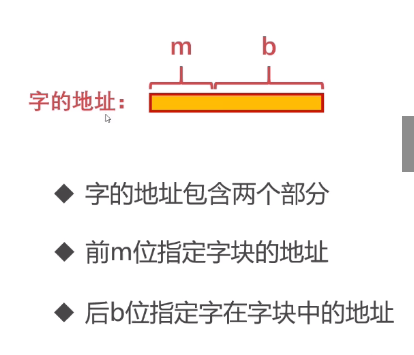 m b
字的地址：
◆ 字的地址包含两个部分
◆ 前m位指定字块的地址
◆ 后b位指定字在字块中的地址